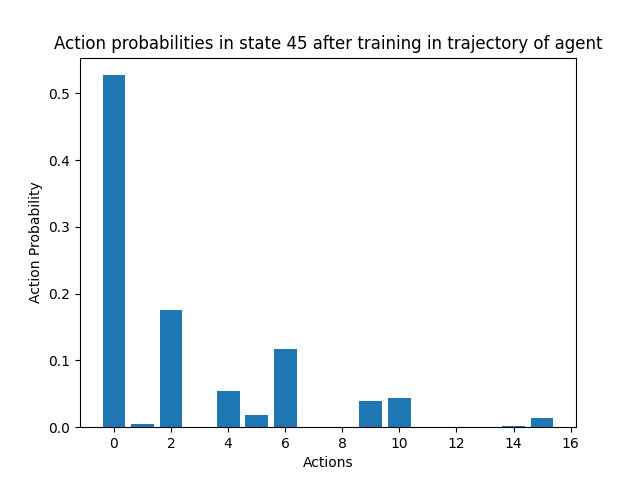 Action probabilities in state 45 after training in trajectory of agent
0.5
0.4
0.3
0.2
0.1
0.0
Action Probability
0 2 4 6 8 10 12 14 16
Actions